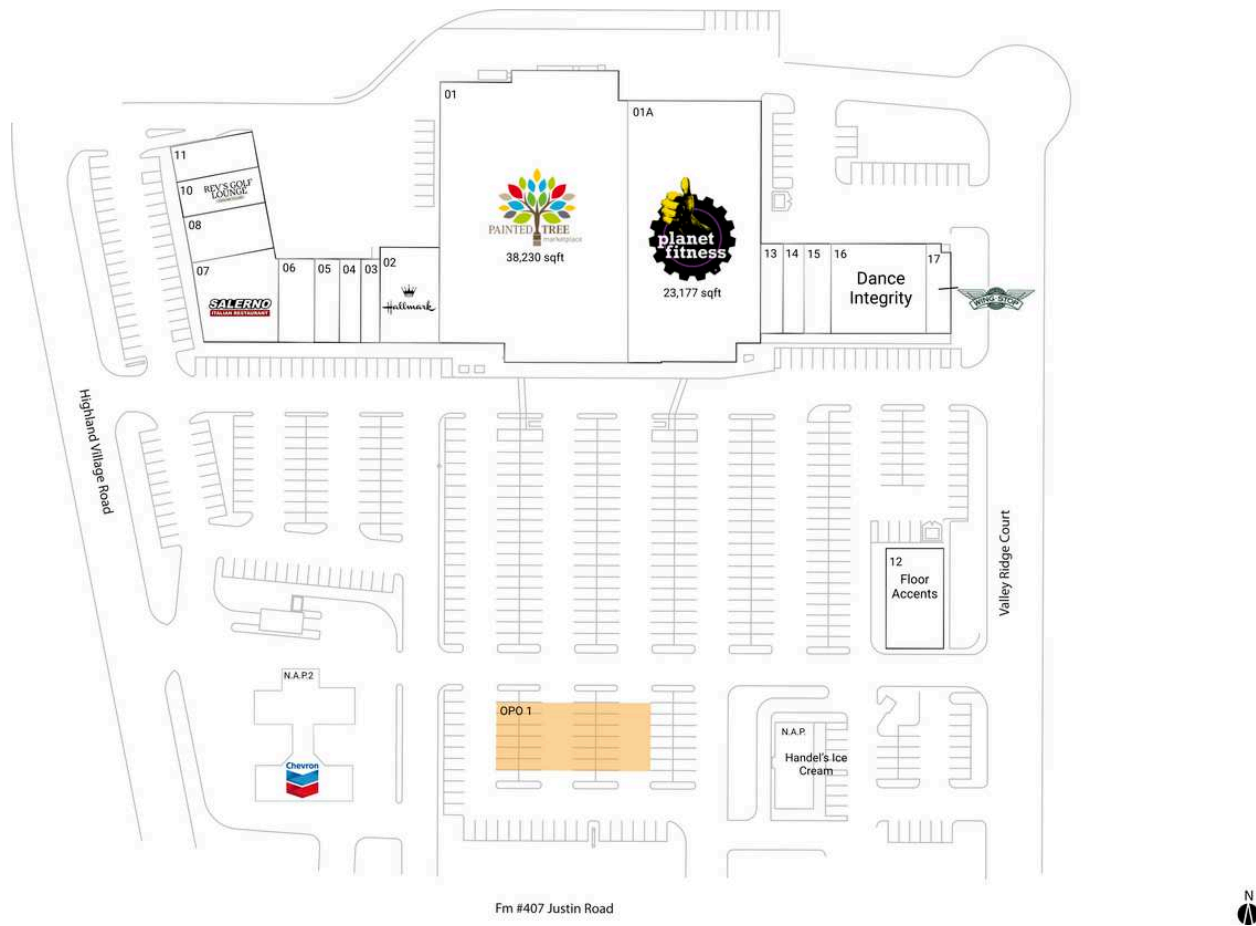 01
01A
11
10
REV'S GOLF
LOUNGE
08
07
SALERNO
ITALIAN RESTAURANT
06
05
04
03
02
Hallmark
PAINTED TREE
marketplace
38,230 sqft
planet
fitness
23,177 sqft
13
14
15
16
Dance
Integrity
17
WING STOP
Highland Village Road
Valley Ridge Court
12
Floor
Accents
N.A.P.2
Chevron
OPO 1
N.A.P.
Handel's Ice
Cream
Fm #407 Justin Road
N